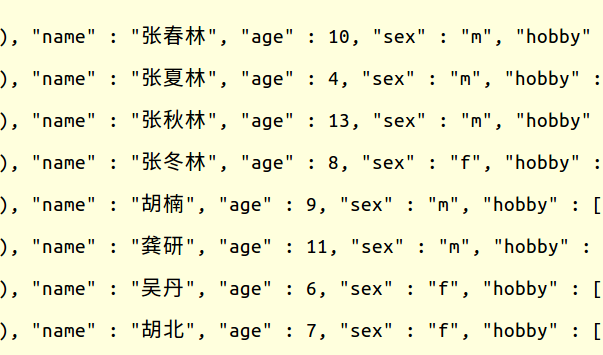 ), "name" : "张春林", "age" : 10, "sex" : "m", "hobby"
), "name" : "张夏林", "age" : 4, "sex" : "m", "hobby" :
), "name" : "张秋林", "age" : 13, "sex" : "m", "hobby"
), "name" : "张冬林", "age" : 8, "sex" : "f", "hobby" :
), "name" : "胡楠", "age" : 9, "sex" : "m", "hobby" : [
), "name" : "龚研", "age" : 11, "sex" : "m", "hobby" :
), "name" : "吴丹", "age" : 6, "sex" : "f", "hobby" : [
), "name" : "胡北", "age" : 7, "sex" : "f", "hobby" : [